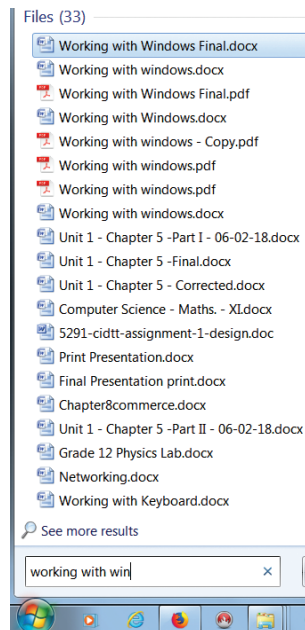 Files (33)
Working with Windows Final.docx
Working with windows.docx
Working with Windows Final.pdf
Working with Windows.docx
Working with windows - Copy.pdf
Working with windows.pdf
Working with windows.pdf
Working with windows.docx
Unit 1 - Chapter 5 -Part I - 06-02-18.docx
Unit 1 - Chapter 5 -Final.docx
Unit 1 - Chapter 5 - Corrected.docx
Computer Science - Maths. - XI.docx
5291-cidtt-assignment-1-design.doc
Print Presentation.docx
Final Presentation print.docx
Chapter8commerce.docx
Unit 1 - Chapter 5 -Part II - 06-02-18.docx
Grade 12 Physics Lab.docx
Networking.docx
Working with Keyboard.docx
See more results
working with win